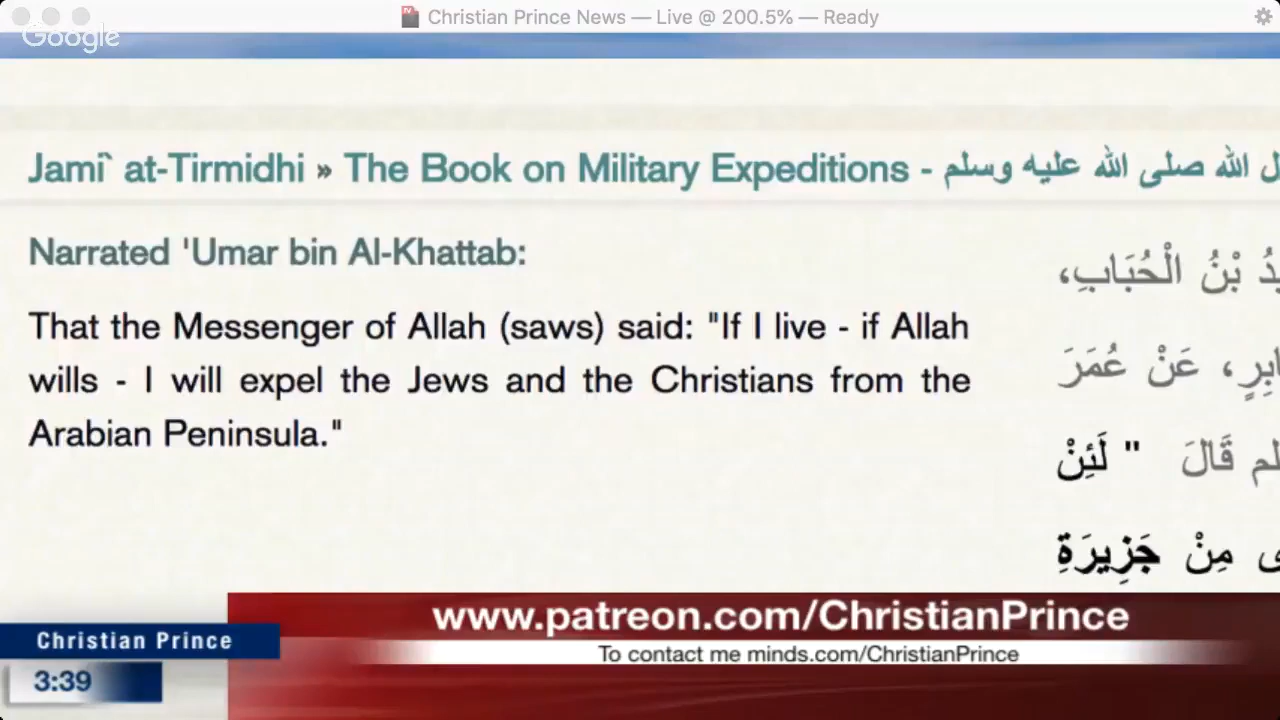 Christian Prince News — Live @ 200.5% — Ready
Google
Jami` at-Tirmidhi » The Book on Military Expeditions - ل الله صلى الله عليه وسلم
Narrated 'Umar bin Al-Khattab:
That the Messenger of Allah (saws) said: "If I live - if Allah
wills - I will expel the Jews and the Christians from the
Arabian Peninsula."
بْنُ الْحُبَابِ،
عَنْ عُمَرَ
قَالَ " لَئِنْ
مِنْ جَزِيرَةِ
www.patreon.com/ChristianPrince
To contact me minds.com/ChristianPrince
Christian Prince
3:39